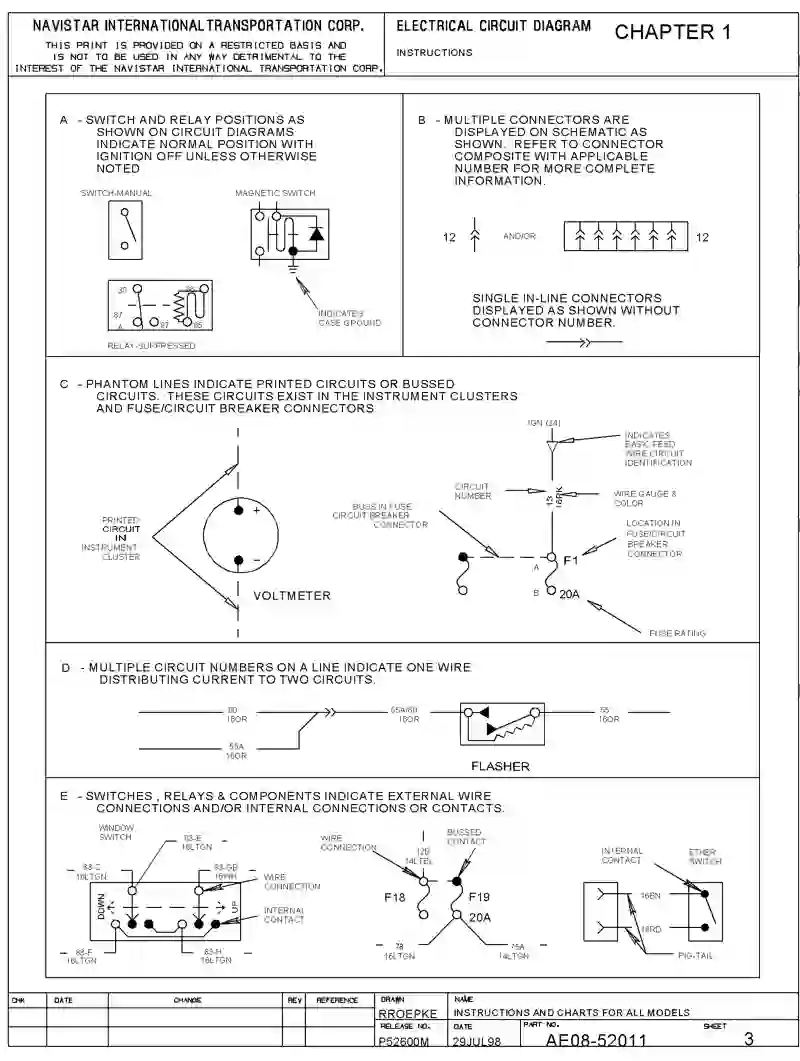 NAVISTAR INTERNATIONAL TRANSPORTATION CORP.
THIS PRINT IS PROVIDED ON A RESTRICTED BASIS AND
IS NOT TO BE USED IN ANY WAY DETRIMENTAL TO THE
INTEREST OF THE NAVISTAR INTERNATIONAL TRANSPORTATION CORP.
ELECTRICAL CIRCUIT DIAGRAM
CHAPTER 1
INSTRUCTIONS
A - SWITCH AND RELAY POSITIONS AS
SHOWN ON CIRCUIT DIAGRAMS
INDICATE NORMAL POSITION WITH
IGNITION OFF UNLESS OTHERWISE
NOTED
SWITCH-MANUAL
MAGNETIC SWITCH
INDICATES
CASE GROUND
30
87
A
87
85
RELAY-SUPPRESSED
B - MULTIPLE CONNECTORS ARE
DISPLAYED ON SCHEMATIC AS
SHOWN. REFER TO CONNECTOR
COMPOSITE WITH APPLICABLE
NUMBER FOR MORE COMPLETE
INFORMATION.
12
AND/OR
12
SINGLE IN-LINE CONNECTORS
DISPLAYED AS SHOWN WITHOUT
CONNECTOR NUMBER.
C - PHANTOM LINES INDICATE PRINTED CIRCUITS OR BUSSED
CIRCUITS. THESE CIRCUITS EXIST IN THE INSTRUMENT CLUSTERS
AND FUSE/CIRCUIT BREAKER CONNECTORS
PRINTED
CIRCUIT
IN
INSTRUMENT
CLUSTER
+
–
VOLTMETER
IGN (34)
INDICATES
BASIC FEED
WIRE CIRCUIT
IDENTIFICATION
CIRCUIT
NUMBER
13
16PK
WIRE GAUGE &
COLOR
BUSS IN FUSE
CIRCUIT BREAKER
CONNECTOR
LOCATION IN
FUSE/CIRCUIT
BREAKER
CONNECTOR
A
F1
B
20A
FUSE RATING
D - MULTIPLE CIRCUIT NUMBERS ON A LINE INDICATE ONE WIRE
DISTRIBUTING CURRENT TO TWO CIRCUITS.
16OR
55A
16OR
16OR
55
16OR
FLASHER
E - SWITCHES , RELAYS & COMPONENTS INDICATE EXTERNAL WIRE
CONNECTIONS AND/OR INTERNAL CONNECTIONS OR CONTACTS.
WINDOW
SWITCH
83-E
16LTGN
83-C
16LTGN
83-GB
16WH
WIRE
CONNECTION
DOWN
UP
INTERNAL
CONTACT
83-F
16LTGN
83-H
16LTGN
WIRE
CONNECTION
BUSSED
CONTACT
F18
F19
20A
78
16LTGN
14LTGN
INTERNAL
CONTACT
ETHER
SWITCH
16BN
PIG-TAIL
CHK
DATE
CHANGE
REV
REFERENCE
DRAWN
RROEPKE
NAME
INSTRUCTIONS AND CHARTS FOR ALL MODELS
RELEASE NO.
P52600M
DATE
29JUL98
PART NO.
AE08-52011
SHEET
3